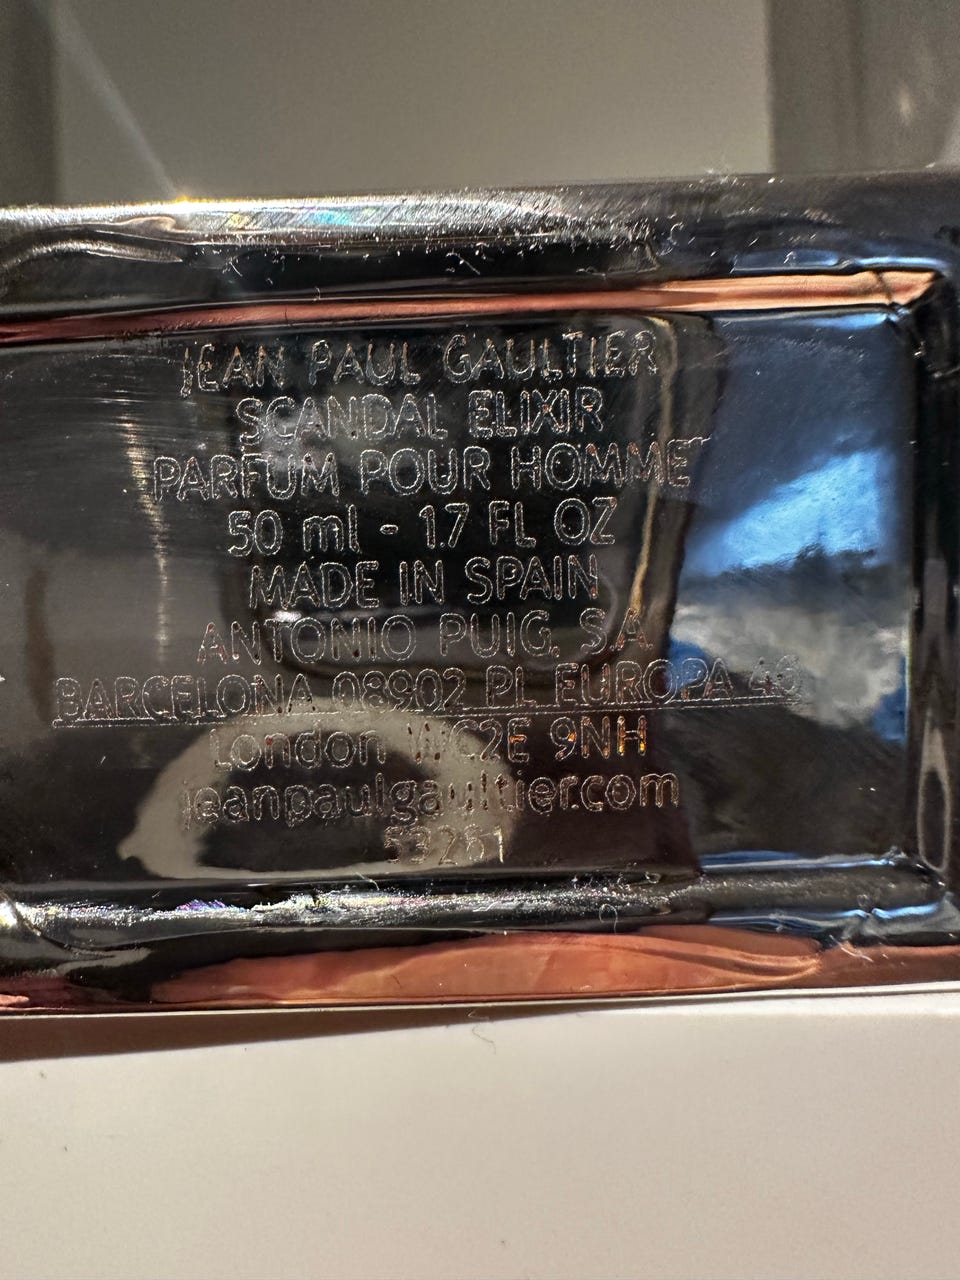 JEAN PAUL GAULTIER
SCANDAL ELIXIR
PARFUM POUR HOMME
50 ml - 1.7 FL OZ
MADE IN SPAIN
ANTONIO PUIG, S.A.
BARCELONA 08902 PL EUROPA 46
London WC2E 9NH
jeanpaulgaultier.com
53261